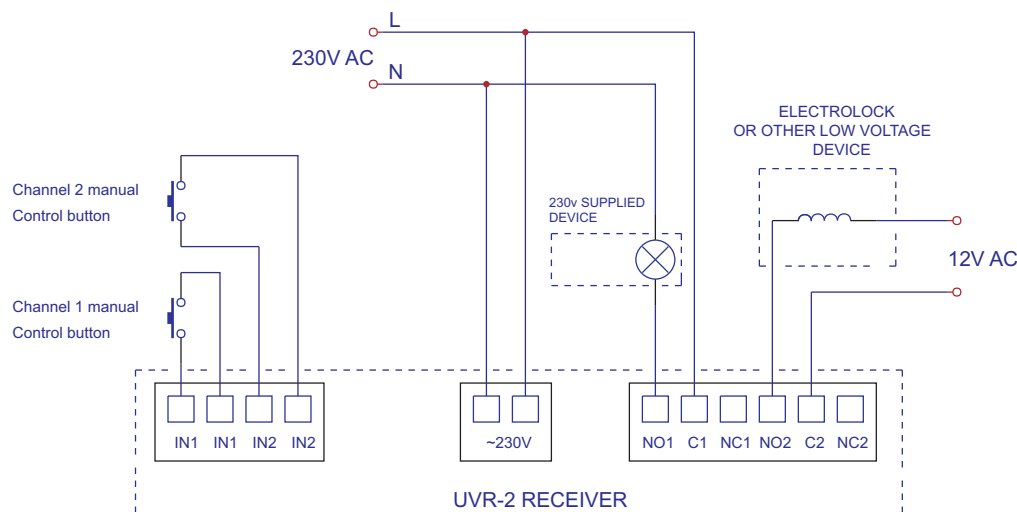 L
230V AC
N
ELECTROLOCK
OR OTHER LOW VOLTAGE
DEVICE
Channel 2 manual
Control button
230v SUPPLIED
DEVICE
12V AC
Channel 1 manual
Control button
IN1 IN1 IN2 IN2
~230V
NO1 C1 NC1 NO2 C2 NC2
UVR-2 RECEIVER